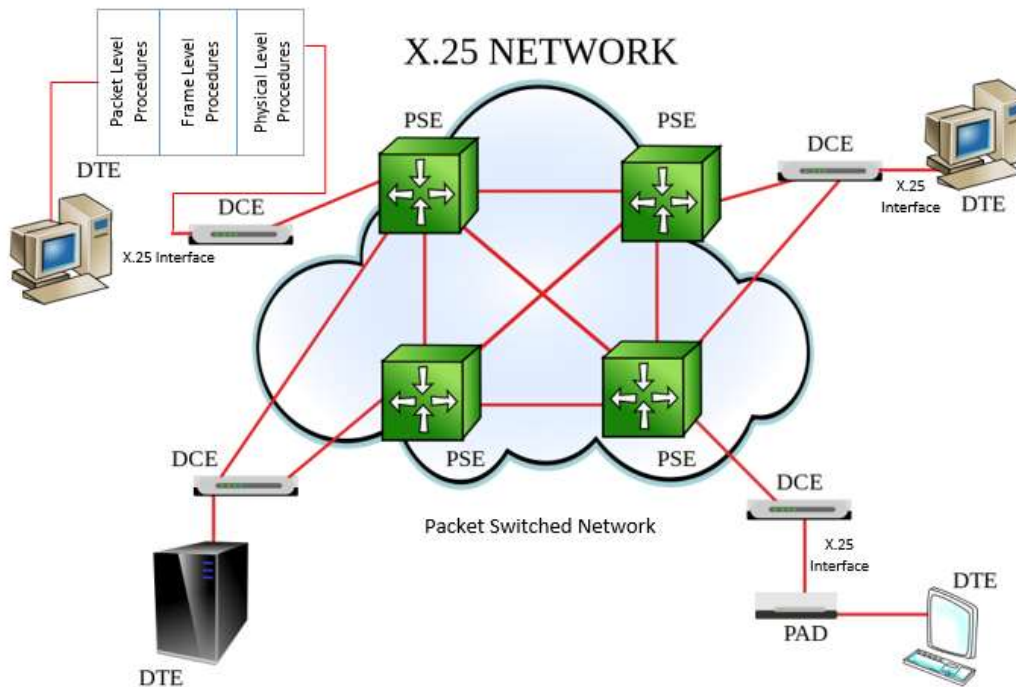 Packet Level
Procedures
Frame Level
Procedures
Physical Level
Procedures
X.25 NETWORK
PSE
PSE
DCE
DTE
DCE
X.25
Interface
DTE
X.25 Interface
PSE
PSE
DCE
DCE
Packet Switched Network
X.25
Interface
DTE
PAD
DTE